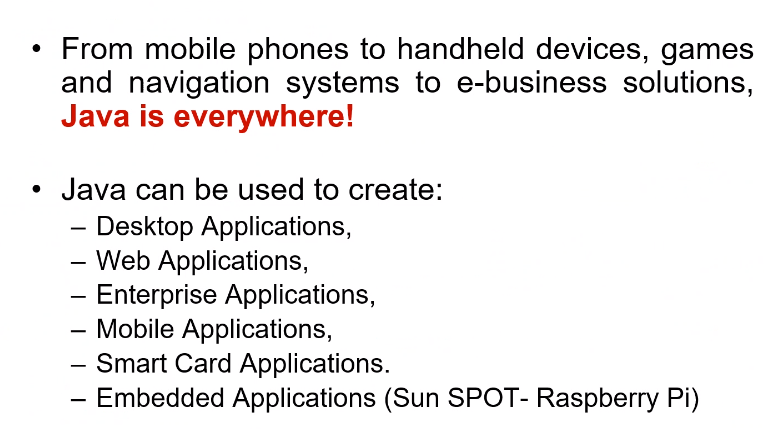 • From mobile phones to handheld devices, games
and navigation systems to e-business solutions,
Java is everywhere!
• Java can be used to create:
– Desktop Applications,
– Web Applications,
– Enterprise Applications,
– Mobile Applications,
– Smart Card Applications.
– Embedded Applications (Sun SPOT- Raspberry Pi)